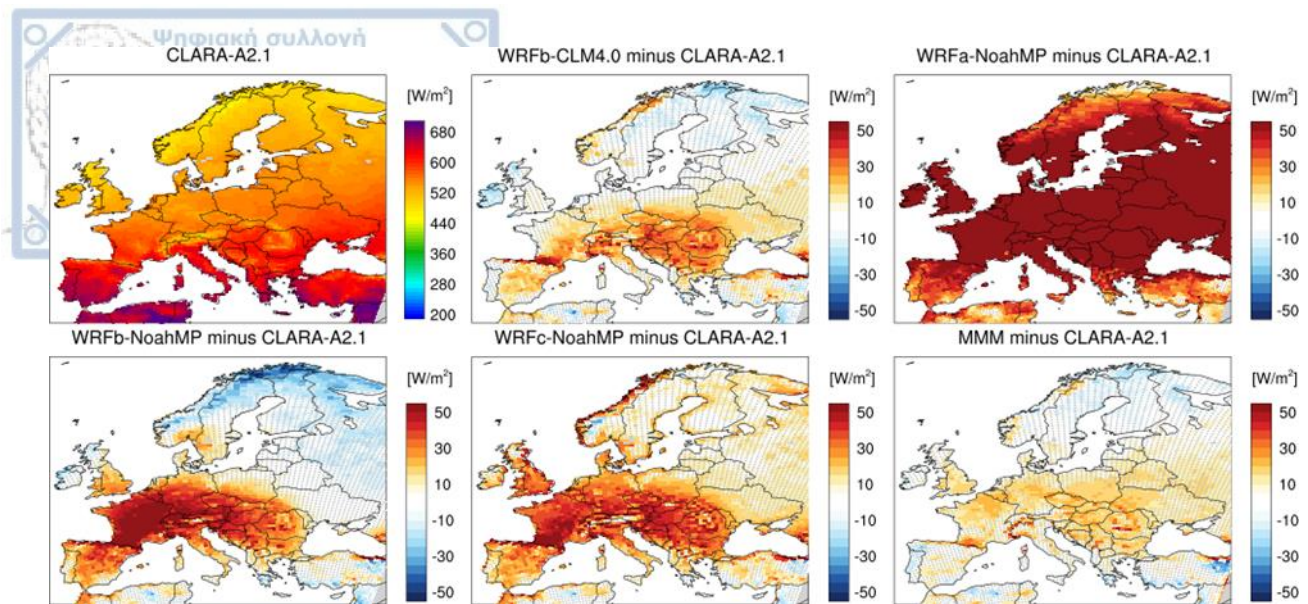 Ψηφιακή συλλογή
CLARA-A2.1
WRFb-CLM4.0 minus CLARA-A2.1
WRFa-NoahMP minus CLARA-A2.1
[W/m²]
680
600
520
440
360
280
200
[W/m²]
50
30
10
-10
-30
-50
[W/m²]
50
30
10
-10
-30
-50
WRFb-NoahMP minus CLARA-A2.1
WRFc-NoahMP minus CLARA-A2.1
MMM minus CLARA-A2.1
[W/m²]
50
30
10
-10
-30
-50
[W/m²]
50
30
10
-10
-30
-50
[W/m²]
50
30
10
-10
-30
-50